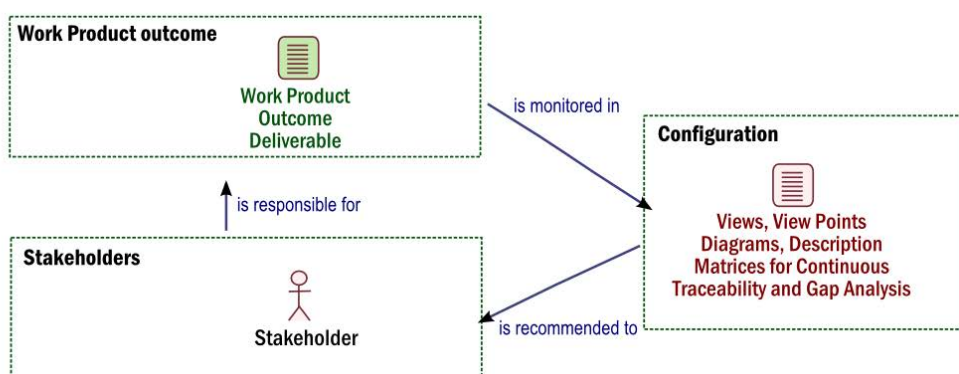 Work Product outcome
Work Product
Outcome
Deliverable
is monitored in
Configuration
Views, View Points
Diagrams, Description
Matrices for Continuous
Traceability and Gap Analysis
is responsible for
Stakeholders
Stakeholder
is recommended to